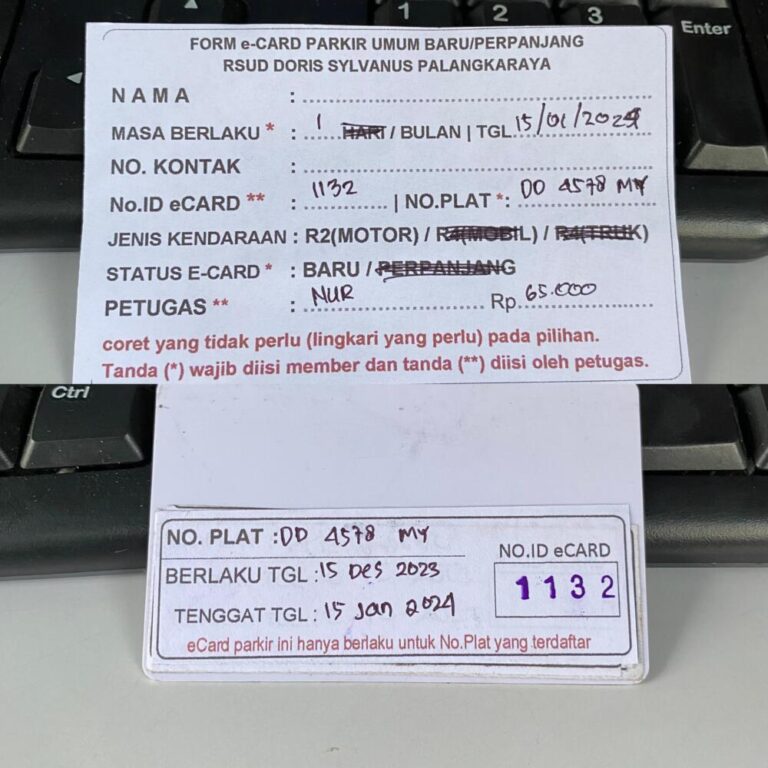 1
2
3
Enter
FORM e-CARD PARKIR UMUM BARU/PERPANJANG
RSUD DORIS SYLVANUS PALANGKARAYA
NAMA : ........................
MASA BERLAKU * : 1 HARI / BULAN | TGL. 15/01/2024
NO. KONTAK : ........................
No.ID eCARD ** : 1132 | NO.PLAT *: DD 4578 MY
JENIS KENDARAAN : R2(MOTOR) / R4(MOBIL) / R4(TRUK)
STATUS E-CARD * : BARU / PERPANJANG
PETUGAS ** : NUR Rp. 65.000
coret yang tidak perlu (lingkari yang perlu) pada pilihan.
Tanda (*) wajib diisi member dan tanda (**) diisi oleh petugas.
Ctrl
NO. PLAT : DD 4578 MY
NO.ID eCARD
BERLAKU TGL : 15 Des 2023
1132
TENGGAT TGL : 15 Jan 2024
eCard parkir ini hanya berlaku untuk No.Plat yang terdaftar